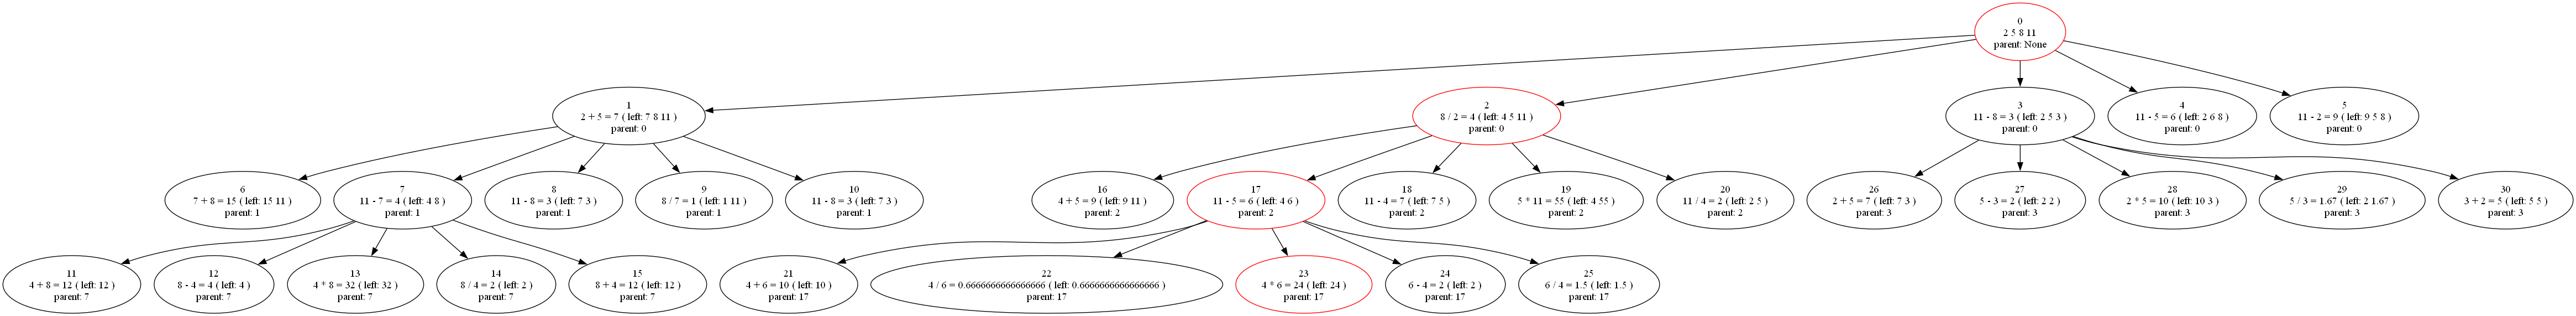 0
2 5 8 11
parent: None
1
2 + 5 = 7 ( left: 7 8 11 )
parent: 0
2
8 / 2 = 4 ( left: 4 5 11 )
parent: 0
3
11 - 8 = 3 ( left: 2 5 3 )
parent: 0
4
11 - 5 = 6 ( left: 2 6 8 )
parent: 0
5
11 - 2 = 9 ( left: 9 5 8 )
parent: 0
6
7 + 8 = 15 ( left: 15 11 )
parent: 1
7
11 - 7 = 4 ( left: 4 8 )
parent: 1
8
11 - 8 = 3 ( left: 7 3 )
parent: 1
9
8 / 7 = 1 ( left: 1 11 )
parent: 1
10
11 - 8 = 3 ( left: 7 3 )
parent: 1
16
4 + 5 = 9 ( left: 9 11 )
parent: 2
17
11 - 5 = 6 ( left: 4 6 )
parent: 2
18
11 - 4 = 7 ( left: 7 5 )
parent: 2
19
5 * 11 = 55 ( left: 4 55 )
parent: 2
20
11 / 4 = 2 ( left: 2 5 )
parent: 2
26
2 + 5 = 7 ( left: 7 3 )
parent: 3
27
5 - 3 = 2 ( left: 2 2 )
parent: 3
28
2 * 5 = 10 ( left: 10 3 )
parent: 3
29
5 / 3 = 1.67 ( left: 2 1.67 )
parent: 3
30
3 + 2 = 5 ( left: 5 5 )
parent: 3
11
4 + 8 = 12 ( left: 12 )
parent: 7
12
8 - 4 = 4 ( left: 4 )
parent: 7
13
4 * 8 = 32 ( left: 32 )
parent: 7
14
8 / 4 = 2 ( left: 2 )
parent: 7
15
8 + 4 = 12 ( left: 12 )
parent: 7
21
4 + 6 = 10 ( left: 10 )
parent: 17
22
4 / 6 = 0.6666666666666666 ( left: 0.6666666666666666 )
parent: 17
23
4 * 6 = 24 ( left: 24 )
parent: 17
24
6 - 4 = 2 ( left: 2 )
parent: 17
25
6 / 4 = 1.5 ( left: 1.5 )
parent: 17